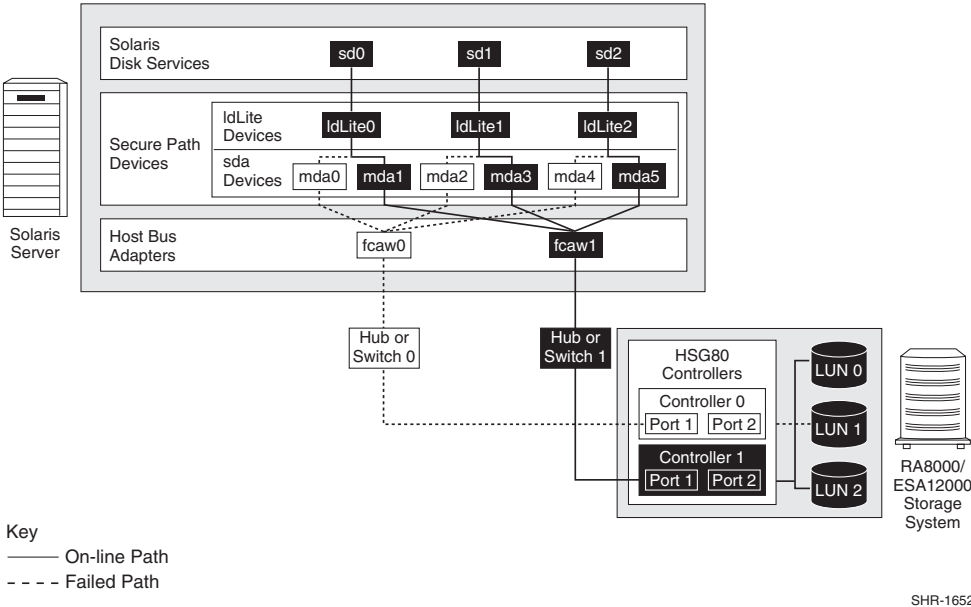 Solaris
Disk Services
sd0
sd1
sd2
Secure Path
Devices
ldLite
Devices
ldLite0
ldLite1
ldLite2
sda
Devices
mda0
mda1
mda2
mda3
mda4
mda5
Host Bus
Adapters
fcaw0
fcaw1
Solaris
Server
Hub or
Switch 0
Hub or
Switch 1
HSG80
Controllers
Controller 0
Port 1
Port 2
Controller 1
Port 1
Port 2
LUN 0
LUN 1
LUN 2
RA8000/
ESA12000
Storage
System
Key
On-line Path
Failed Path
SHR-1652